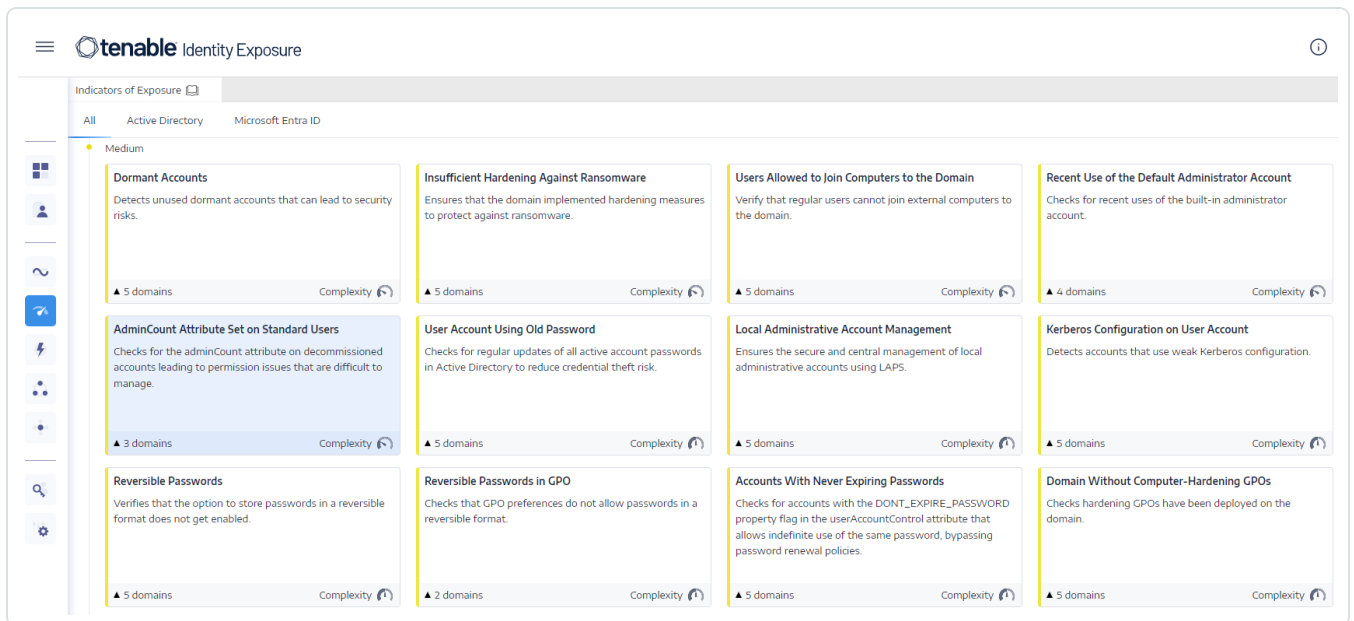 tenable Identity Exposure
Indicators of Exposure
All Active Directory Microsoft Entra ID
Medium
Dormant Accounts
Detects unused dormant accounts that can lead to security
risks.
5 domains Complexity
Insufficient Hardening Against Ransomware
Ensures that the domain implemented hardening measures
to protect against ransomware.
5 domains Complexity
Users Allowed to Join Computers to the Domain
Verify that regular users cannot join external computers to
the domain.
5 domains Complexity
Recent Use of the Default Administrator Account
Checks for recent uses of the built-in administrator
account.
4 domains Complexity
AdminCount Attribute Set on Standard Users
Checks for the adminCount attribute on decommissioned
accounts leading to permission issues that are difficult to
manage.
3 domains Complexity
User Account Using Old Password
Checks for regular updates of all active account passwords
in Active Directory to reduce credential theft risk.
5 domains Complexity
Local Administrative Account Management
Ensures the secure and central management of local
administrative accounts using LAPS.
5 domains Complexity
Kerberos Configuration on User Account
Detects accounts that use weak Kerberos configuration.
5 domains Complexity
Reversible Passwords
Verifies that the option to store passwords in a reversible
format does not get enabled.
5 domains Complexity
Reversible Passwords in GPO
Checks that GPO preferences do not allow passwords in a
reversible format.
2 domains Complexity
Accounts With Never Expiring Passwords
Checks for accounts with the DONT_EXPIRE_PASSWORD
property flag in the userAccountControl attribute that
allows indefinite use of the same password, bypassing
password renewal policies.
5 domains Complexity
Domain Without Computer-Hardening GPOs
Checks hardening GPOs have been deployed on the
domain.
5 domains Complexity